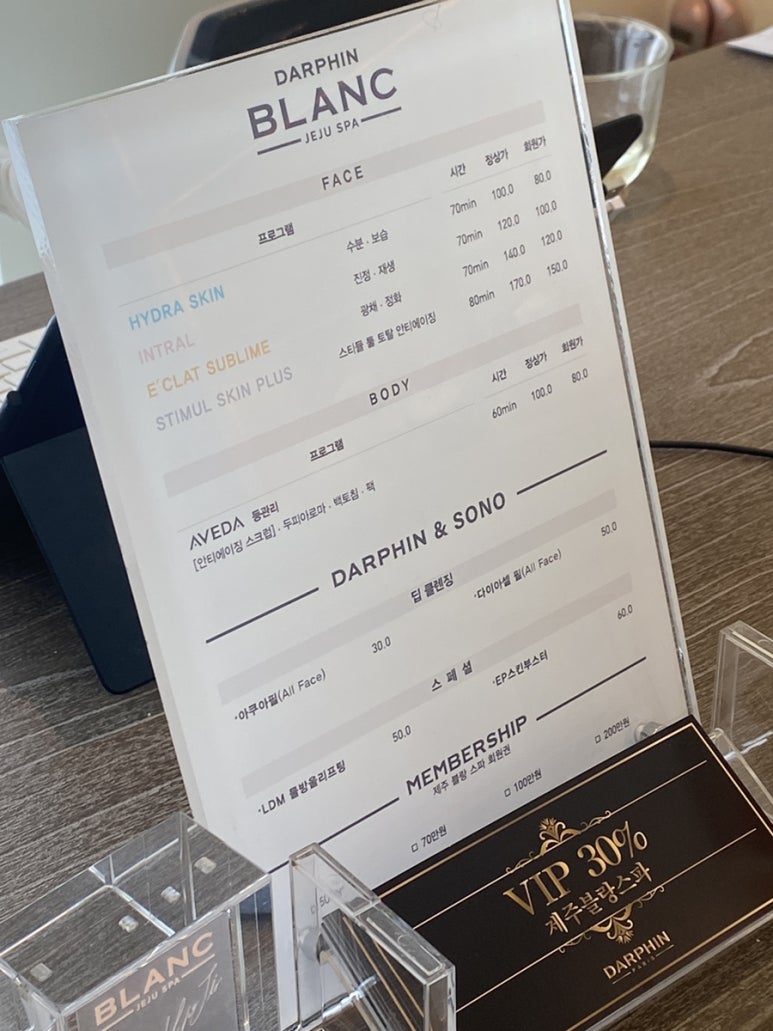 DARPHIN
BLANC
JEJU SPA
FACE
프로그램 시간 정상가 회원가
HYDRA SKIN 수분 · 보습 70min 100.0 80.0
INTRAL 진정 · 재생 70min 120.0 100.0
E'CLAT SUBLIME 광채 · 정화 70min 140.0 120.0
STIMUL SKIN PLUS 스티뮬 풀 토탈 안티에이징 80min 170.0 150.0
BODY
프로그램 시간 정상가 회원가
AVEDA 등관리 60min 100.0 80.0
[안티에이징 스크럽] · 두피아로마 · 백토침 · 팩
DARPHIN & SONO
딥 클렌징
·아쿠아필(All Face) 30.0 ·다이아셀 필(All Face) 50.0
스 페 셜
·LDM 물방울리프팅 50.0 ·EP스킨부스터 60.0
MEMBERSHIP
제주 블랑 스파 회원권
□ 70만원 □ 100만원 □ 200만원
VIP 30%
제주블랑스파
DARPHIN
PARIS
BLANC
JEJU SPA